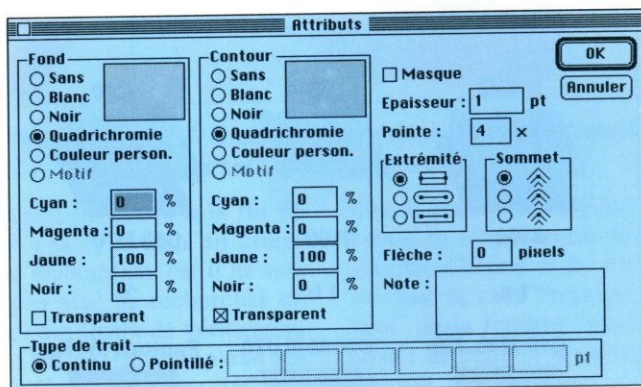 Attributs
Fond
Sans
Blanc
Noir
Quadrichromie
Couleur person.
Motif
Cyan : 0 %
Magenta : 0 %
Jaune : 100 %
Noir : 0 %
Transparent
Contour
Sans
Blanc
Noir
Quadrichromie
Couleur person.
Motif
Cyan : 0 %
Magenta : 0 %
Jaune : 100 %
Noir : 0 %
Transparent
Masque
Epaisseur : 1 pt
Pointe : 4 ×
Extrémité
Sommet
Flèche : 0 pixels
Note :
OK
Annuler
Type de trait
Continu Pointillé : pt